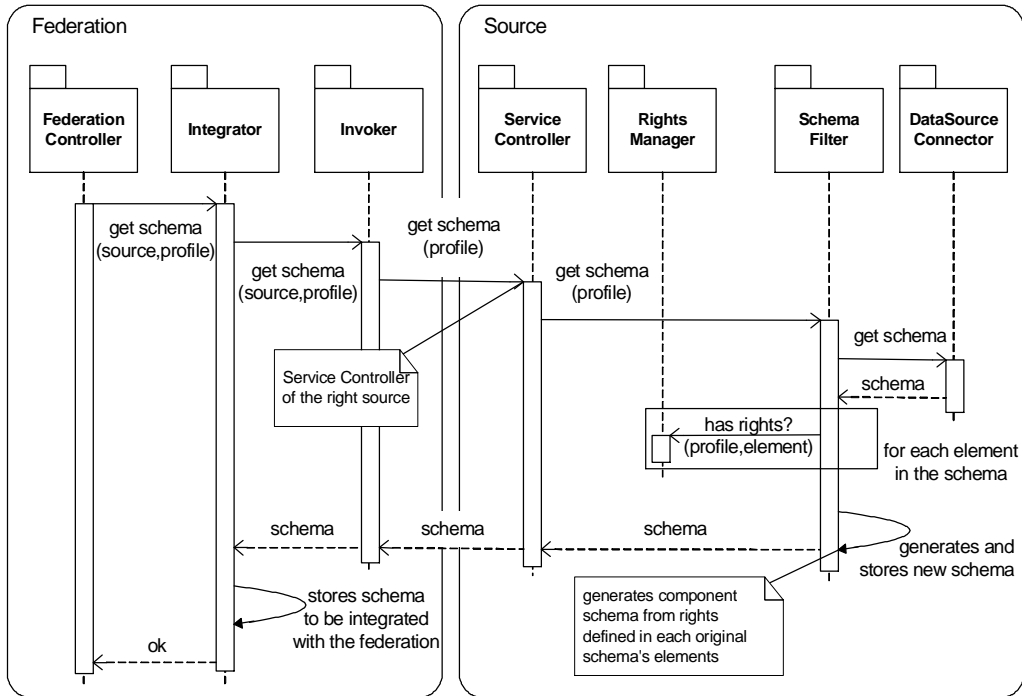 Federation
Source
Federation
Controller
Integrator
Invoker
Service
Controller
Rights
Manager
Schema
Filter
DataSource
Connector
get schema
(source,profile)
get schema
(source,profile)
get schema
(profile)
get schema
(profile)
get schema
schema
Service Controller
of the right source
has rights?
(profile,element)
for each element
in the schema
schema
schema
schema
generates and
stores new schema
stores schema
to be integrated
with the federation
generates component
schema from rights
defined in each original
schema's elements
ok